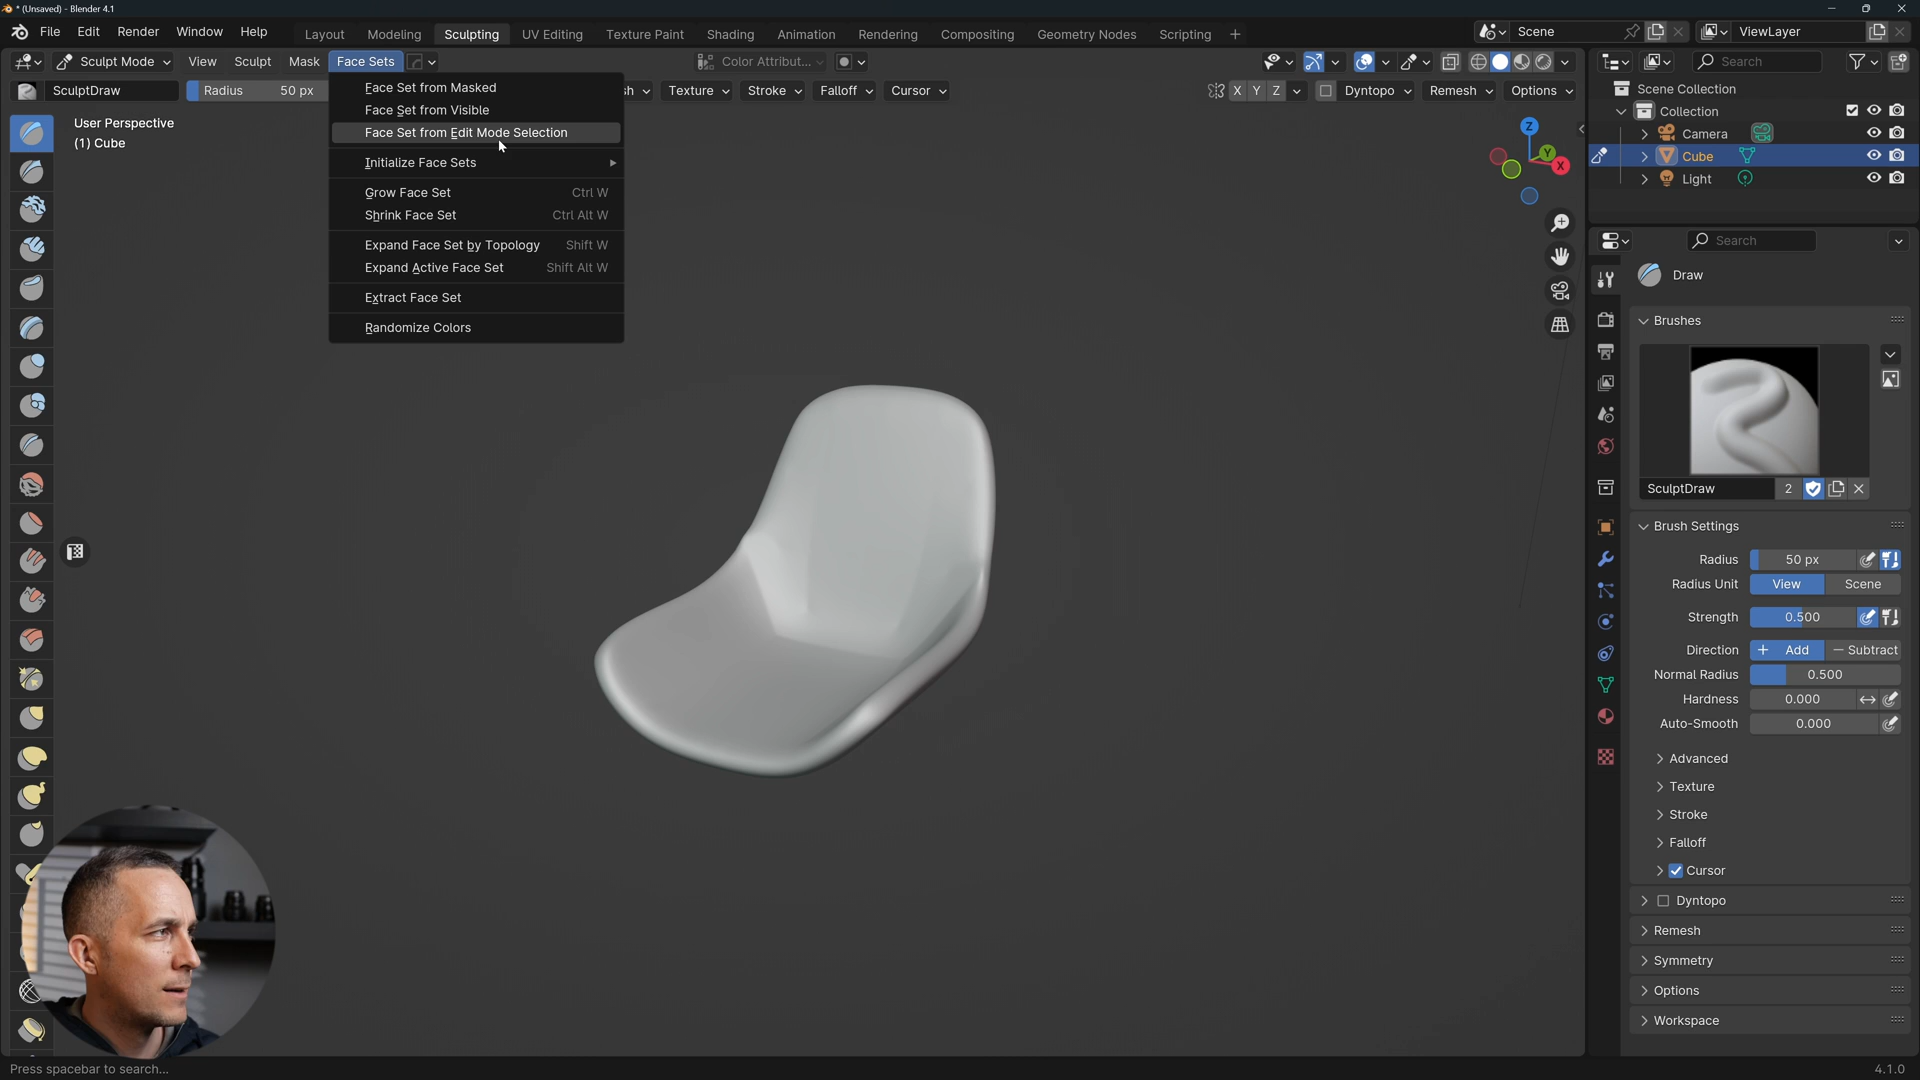 * (Unsaved) - Blender 4.1
File Edit Render Window Help Layout Modeling Sculpting UV Editing Texture Paint Shading Animation Rendering Compositing Geometry Nodes Scripting + Scene ViewLayer
Sculpt Mode View Sculpt Mask Face Sets Color Attribut... Search
SculptDraw Radius 50 px Texture Stroke Falloff Cursor X Y Z Dyntopo Remesh Options
User Perspective
(1) Cube
Face Set from Masked
Face Set from Visible
Face Set from Edit Mode Selection
Initialize Face Sets
Grow Face Set Ctrl W
Shrink Face Set Ctrl Alt W
Expand Face Set by Topology Shift W
Expand Active Face Set Shift Alt W
Extract Face Set
Randomize Colors
Z
Y
X
Scene Collection
Collection
Camera
Cube
Light
Search
Draw
Brushes
SculptDraw 2
Brush Settings
Radius 50 px
Radius Unit View Scene
Strength 0.500
Direction + Add − Subtract
Normal Radius 0.500
Hardness 0.000
Auto-Smooth 0.000
Advanced
Texture
Stroke
Falloff
Cursor
Dyntopo
Remesh
Symmetry
Options
Workspace
Press spacebar to search...
4.1.0